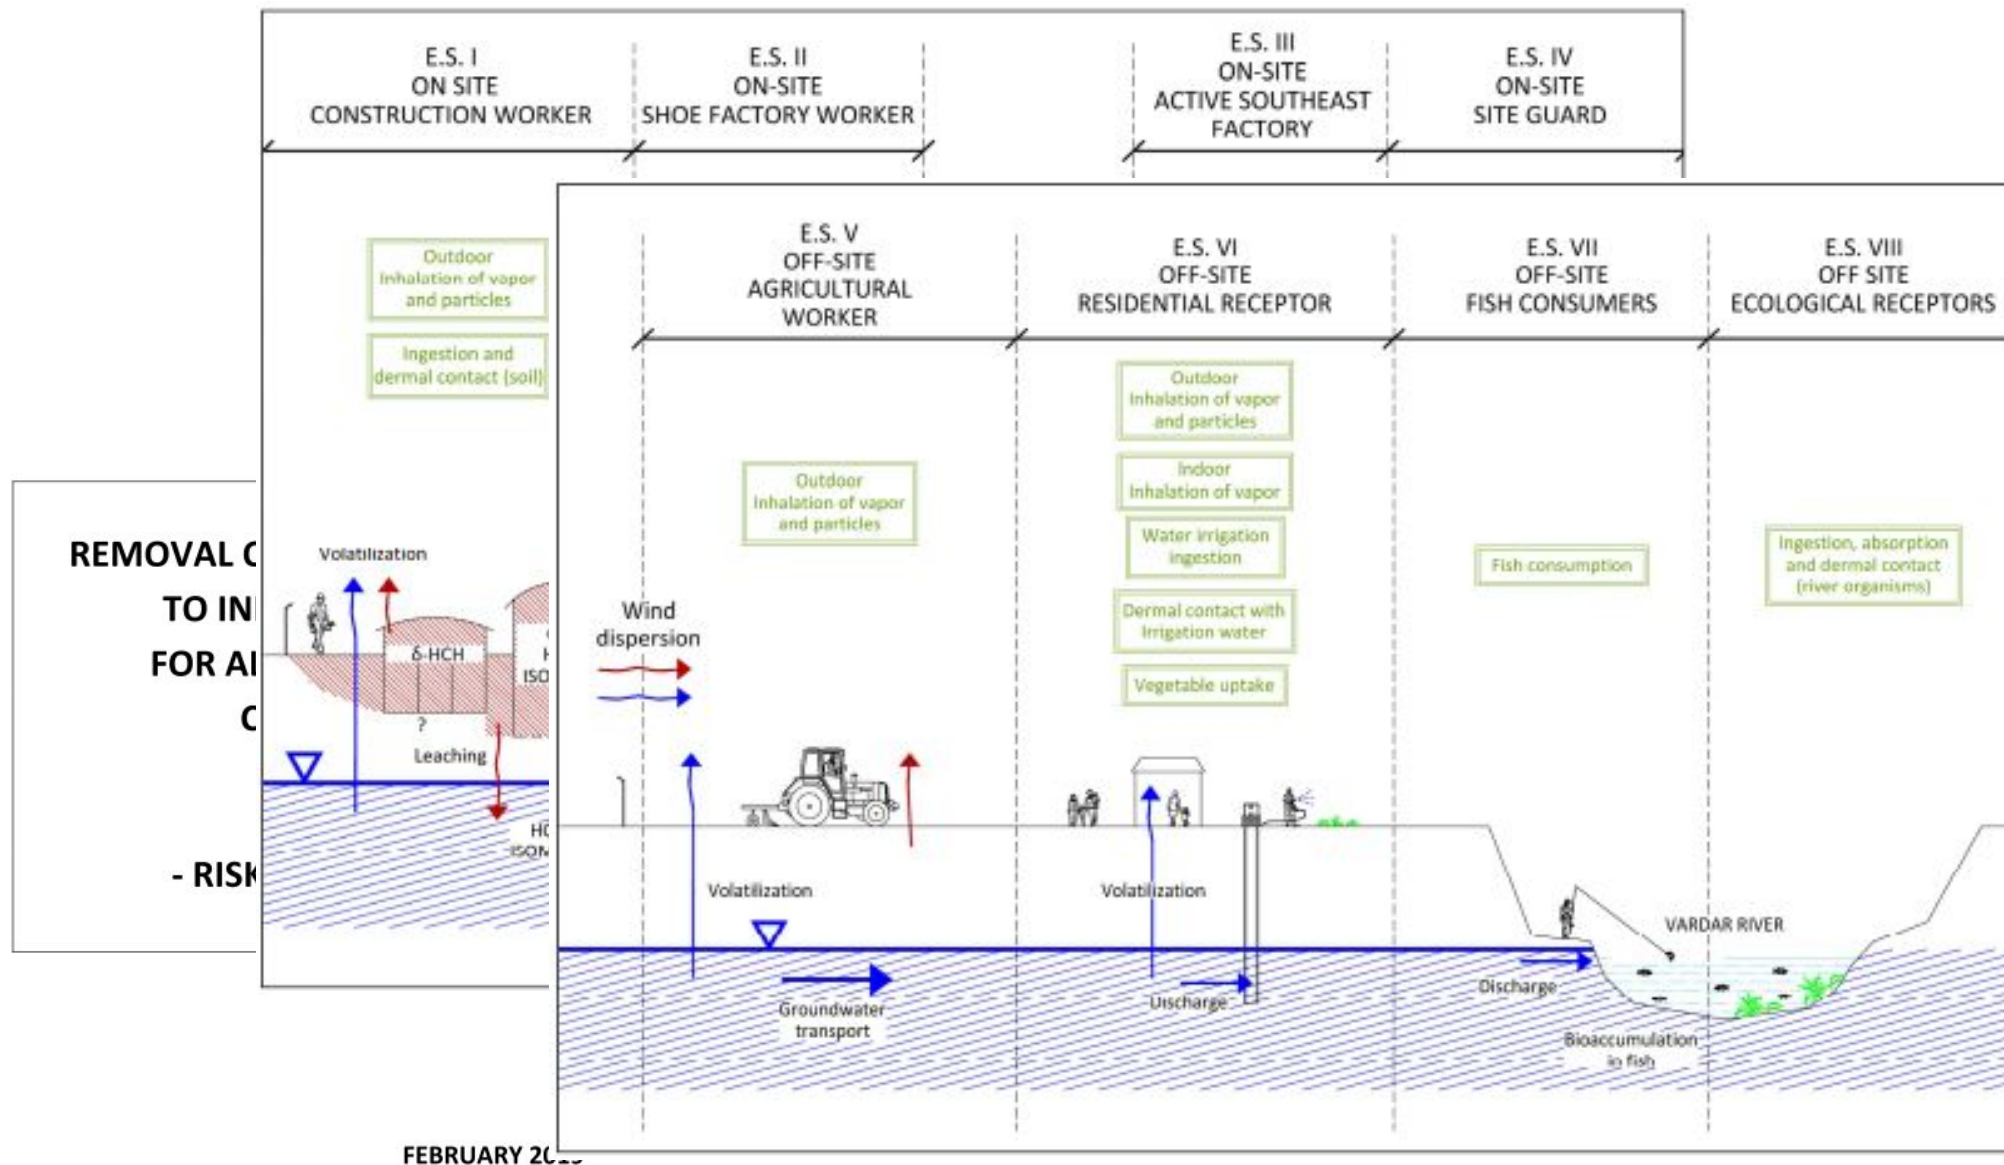 E.S. I
ON SITE
CONSTRUCTION WORKER
E.S. II
ON-SITE
SHOE FACTORY WORKER
E.S. III
ON-SITE
ACTIVE SOUTHEAST
FACTORY
E.S. IV
ON-SITE
SITE GUARD
Outdoor
Inhalation of vapor
and particles
Ingestion and
dermal contact (soil)
Volatilization
δ-HCH
?
Leaching
REMOVAL
TO
FOR
- RISK
FEBRUARY
E.S. V
OFF-SITE
AGRICULTURAL
WORKER
E.S. VI
OFF-SITE
RESIDENTIAL RECEPTOR
E.S. VII
OFF-SITE
FISH CONSUMERS
E.S. VIII
OFF SITE
ECOLOGICAL RECEPTORS
Wind
dispersion
Outdoor
Inhalation of vapor
and particles
Volatilization
Groundwater
transport
Outdoor
Inhalation of vapor
and particles
Indoor
Inhalation of vapor
Water irrigation
ingestion
Dermal contact with
Irrigation water
Vegetable uptake
Volatilization
Discharge
Fish consumption
Discharge
VARDAR RIVER
Bioaccumulation
in fish
Ingestion, absorption
and dermal contact
(river organisms)